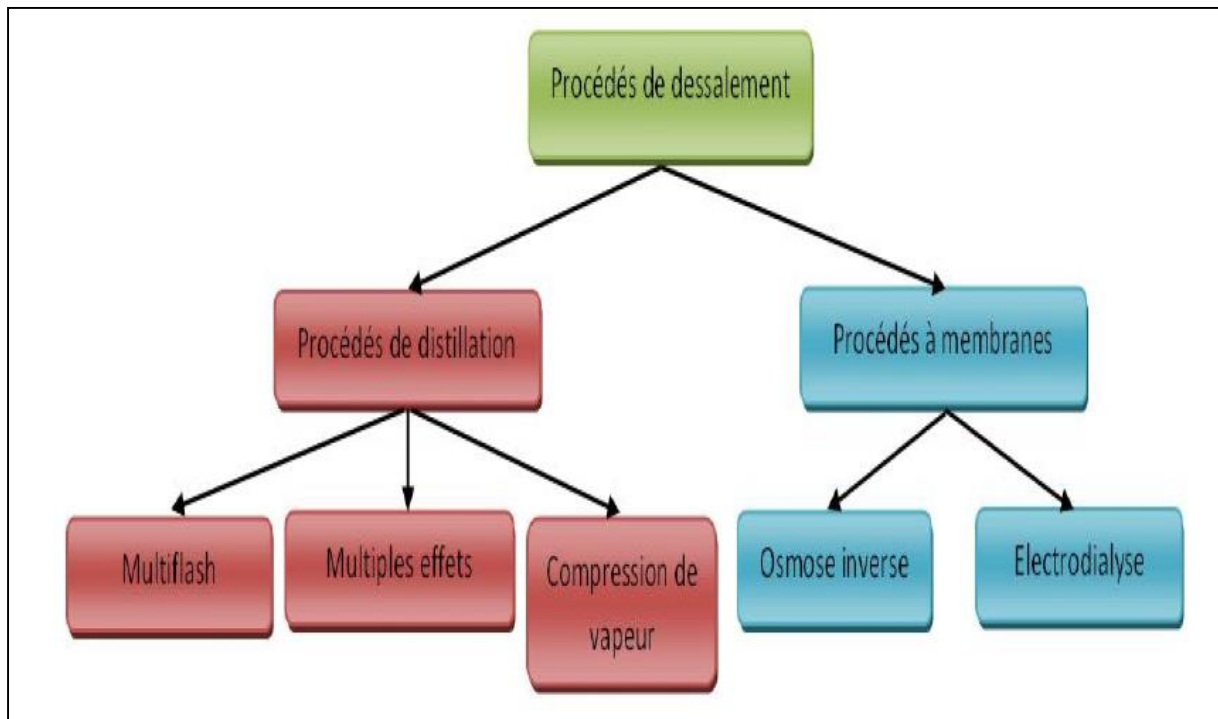 Procédés de dessalement
Procédés de distillation
Procédés à membranes
Multiflash
Multiples effets
Compression de
vapeur
Osmose inverse
Electrodialyse